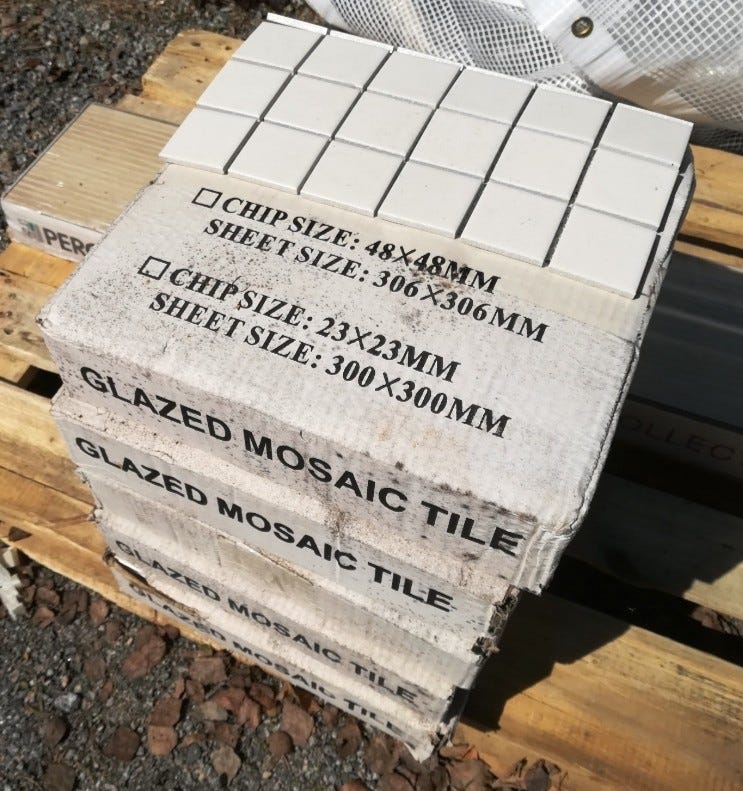 CHIP SIZE: 48×48MM
SHEET SIZE: 306×306MM
CHIP SIZE: 23×23MM
SHEET SIZE: 300×300MM
GLAZED MOSAIC TILE
GLAZED MOSAIC TILE
GLAZED MOSAIC TILE
GLAZED MOSAIC TILE